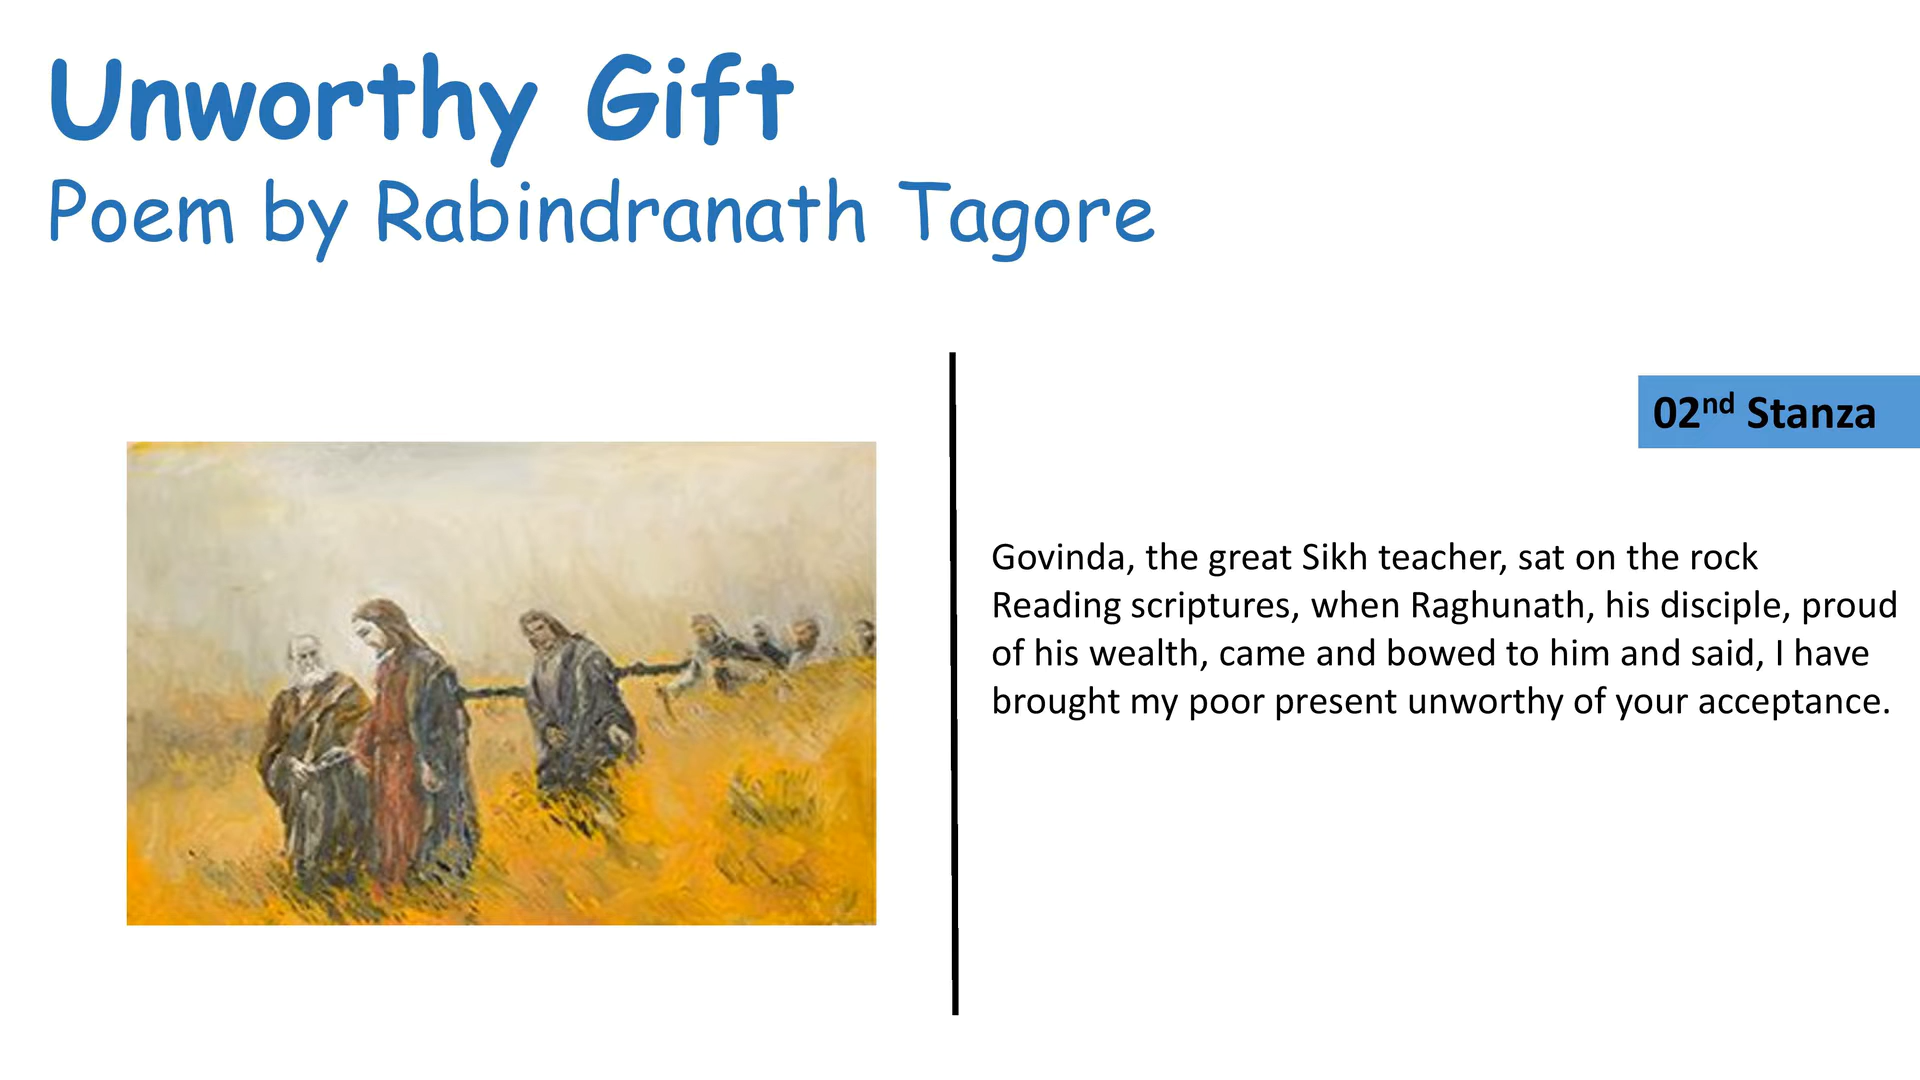 Unworthy Gift
Poem by Rabindranath Tagore
02nd Stanza
Govinda, the great Sikh teacher, sat on the rock
Reading scriptures, when Raghunath, his disciple, proud
of his wealth, came and bowed to him and said, I have
brought my poor present unworthy of your acceptance.